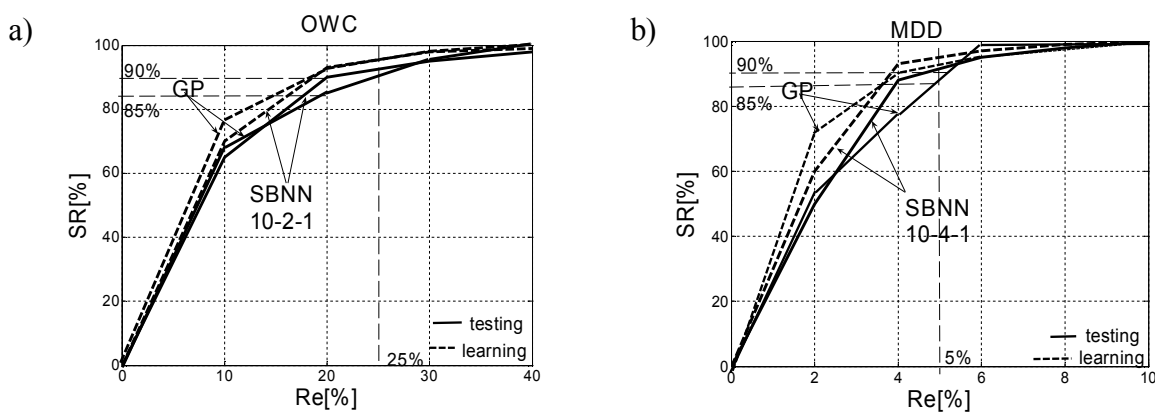 a)
OWC
100
90%
80
GP
85%
60
SR[%]
SBNN
10-2-1
40
20
testing
learning
25%
0
0
10
20
30
40
Re[%]
b)
MDD
100
90%
80
GP
85%
60
SR[%]
SBNN
10-4-1
40
20
testing
learning
5%
0
0
2
4
6
8
10
Re[%]